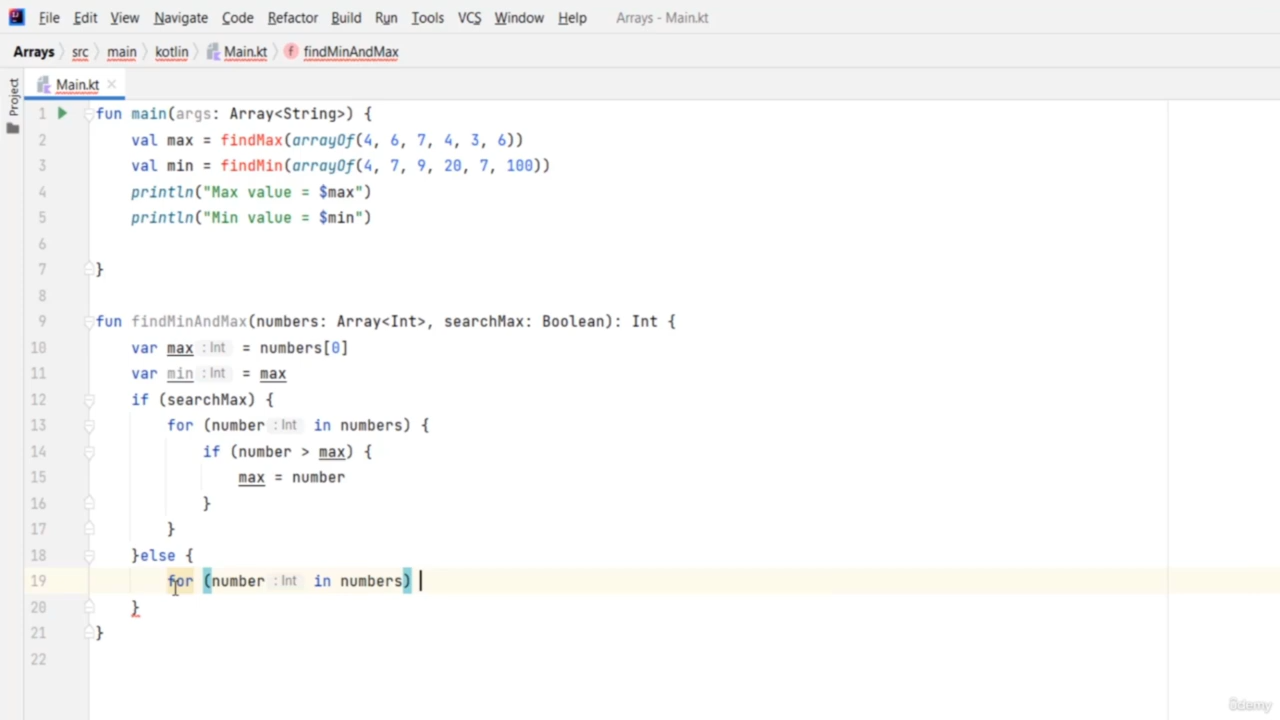 File Edit View Navigate Code Refactor Build Run Tools VCS Window Help Arrays - Main.kt
Arrays src main kotlin Main.kt f findMinAndMax
Project
Main.kt
1 fun main(args: Array<String>) {
2 val max = findMax(arrayOf(4, 6, 7, 4, 3, 6))
3 val min = findMin(arrayOf(4, 7, 9, 20, 7, 100))
4 println("Max value = $max")
5 println("Min value = $min")
6
7 }
8
9 fun findMinAndMax(numbers: Array<Int>, searchMax: Boolean): Int {
10 var max : Int = numbers[0]
11 var min : Int = max
12 if (searchMax) {
13 for (number : Int in numbers) {
14 if (number > max) {
15 max = number
16 }
17 }
18 }else {
19 for (number : Int in numbers)
20 }
21 }
22
ûdemy